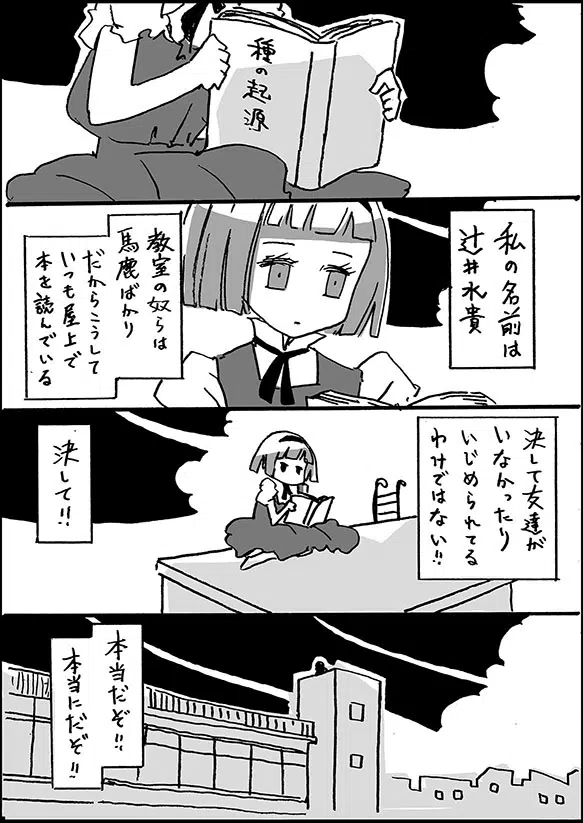 種の起源
私の名前は
辻井水貴
教室の奴らは
馬鹿ばかり
だからこうして
いつも屋上で
本を読んでいる
決して友達が
いなかったり
いじめられてる
わけではない!!
決して!!
本当だぞ!!
本当にだぞ!!